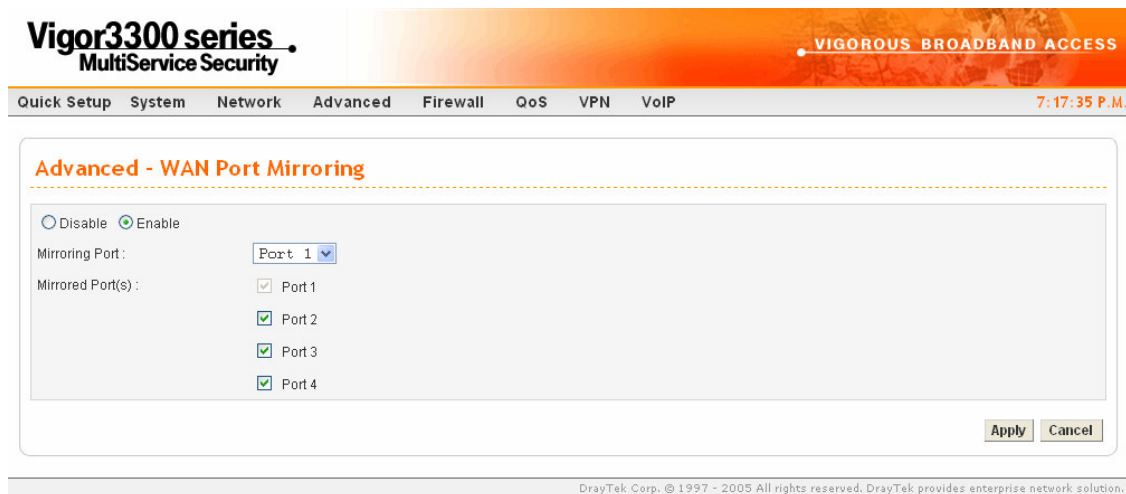 Vigor3300 series
MultiService Security
VIGOROUS BROADBAND ACCESS
Quick Setup System Network Advanced Firewall QoS VPN VoIP 7:17:35 P.M.
Advanced - WAN Port Mirroring
Disable Enable
Mirroring Port : Port 1
Mirrored Port(s) : Port 1
Port 2
Port 3
Port 4
Apply Cancel
DrayTek Corp. © 1997 - 2005 All rights reserved. DrayTek provides enterprise network solution.